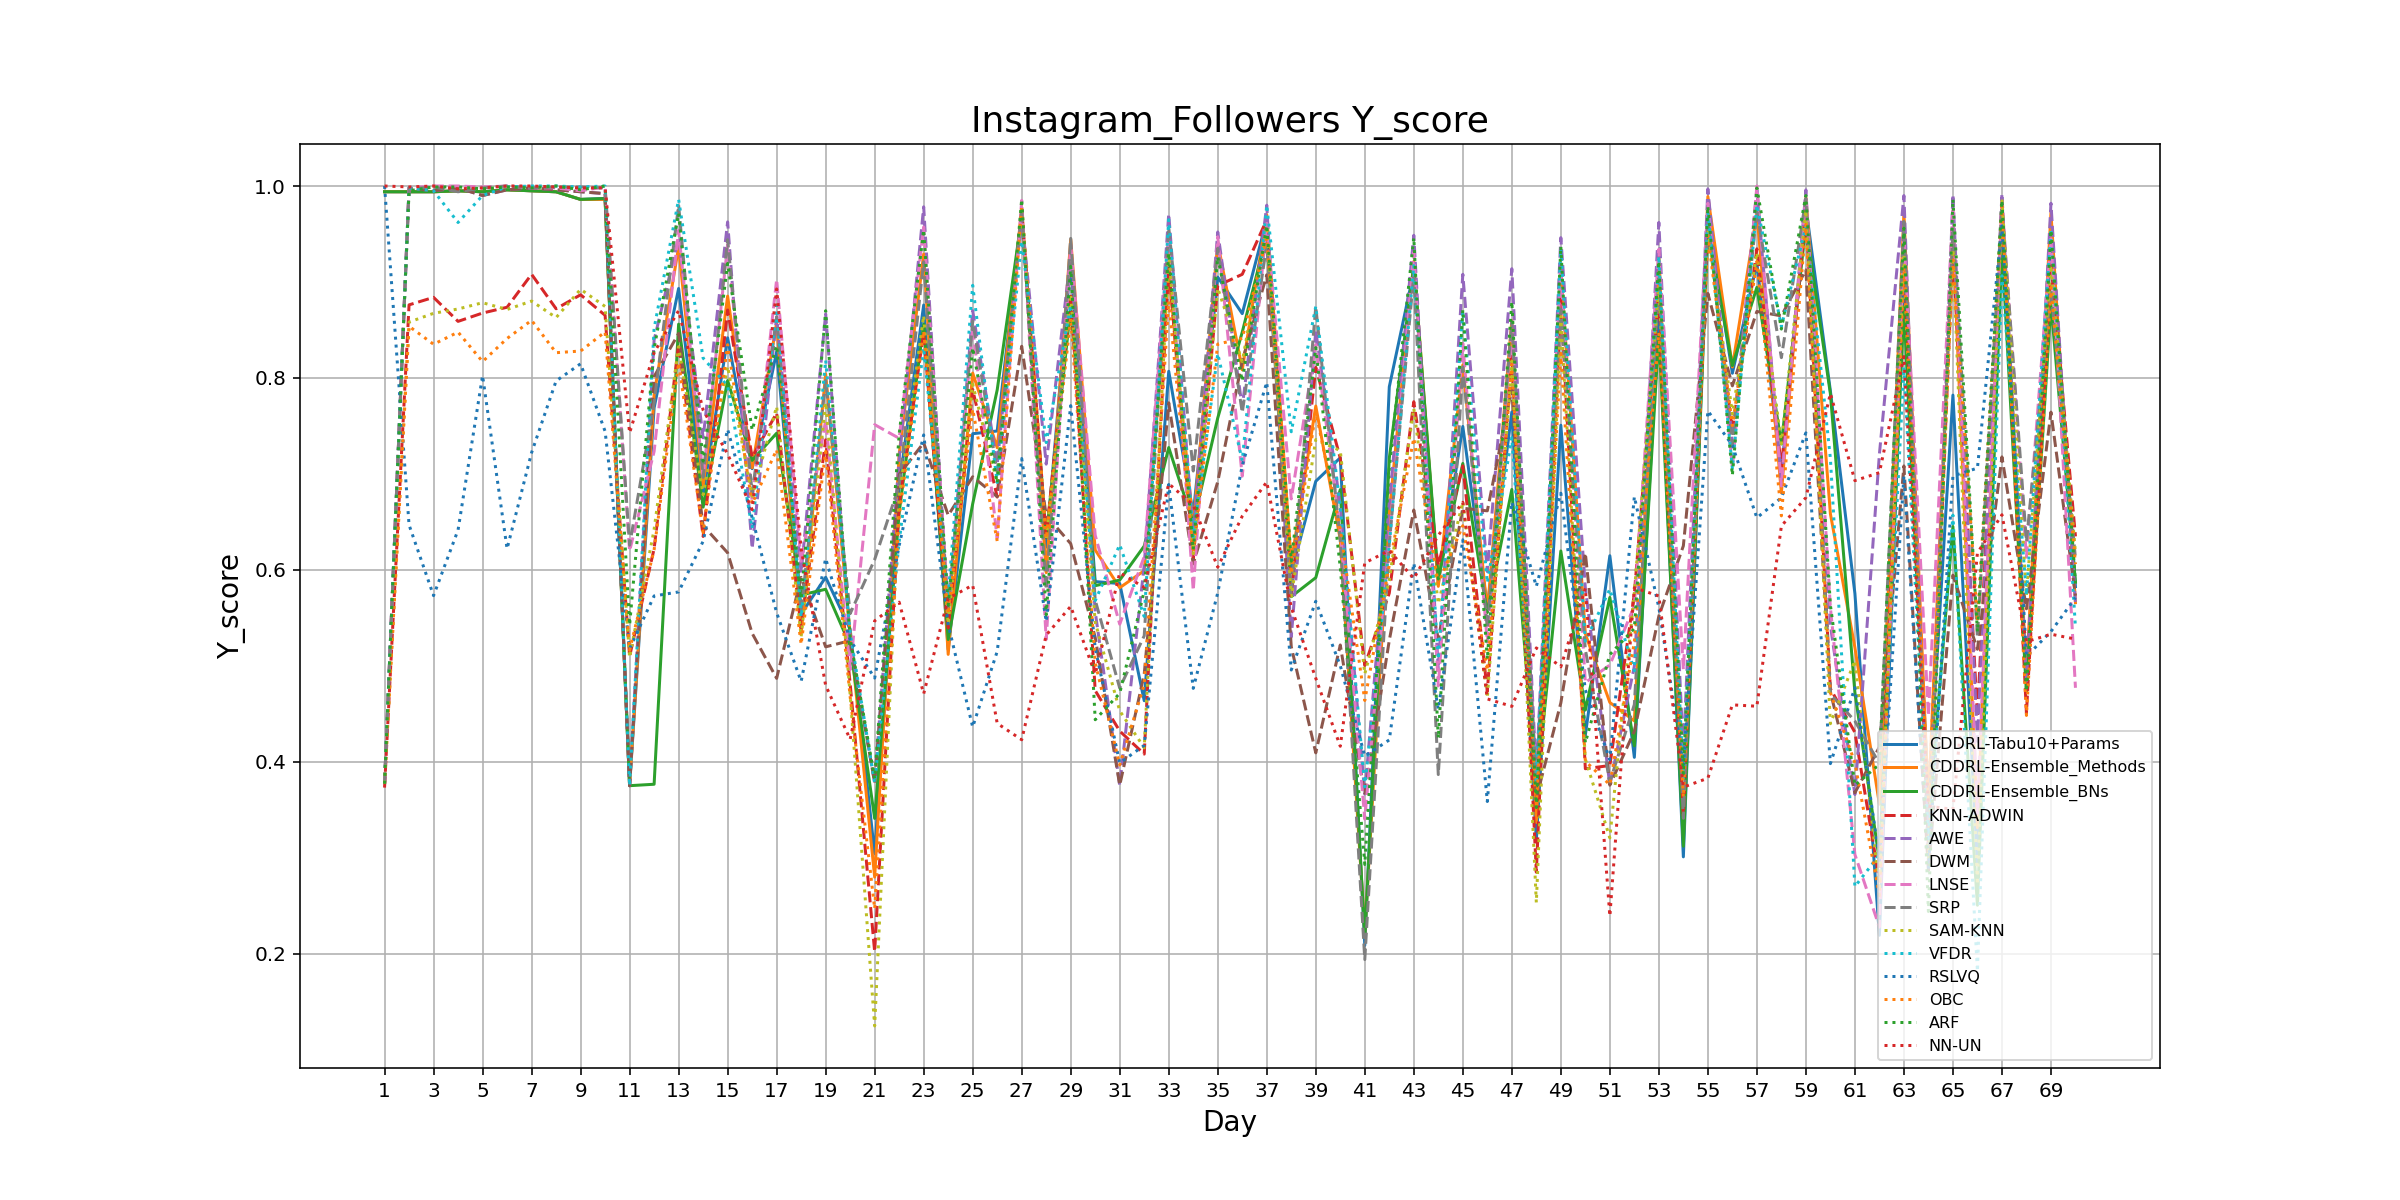 Instagram_Followers Y_score
Y_score
1.0
0.8
0.6
0.4
0.2
CDDRL-Tabu10+Params
CDDRL-Ensemble_Methods
CDDRL-Ensemble_BNs
KNN-ADWIN
AWE
DWM
LNSE
SRP
SAM-KNN
VFDR
RSLVQ
OBC
ARF
NN-UN
1 3 5 7 9 11 13 15 17 19 21 23 25 27 29 31 33 35 37 39 41 43 45 47 49 51 53 55 57 59 61 63 65 67 69
Day